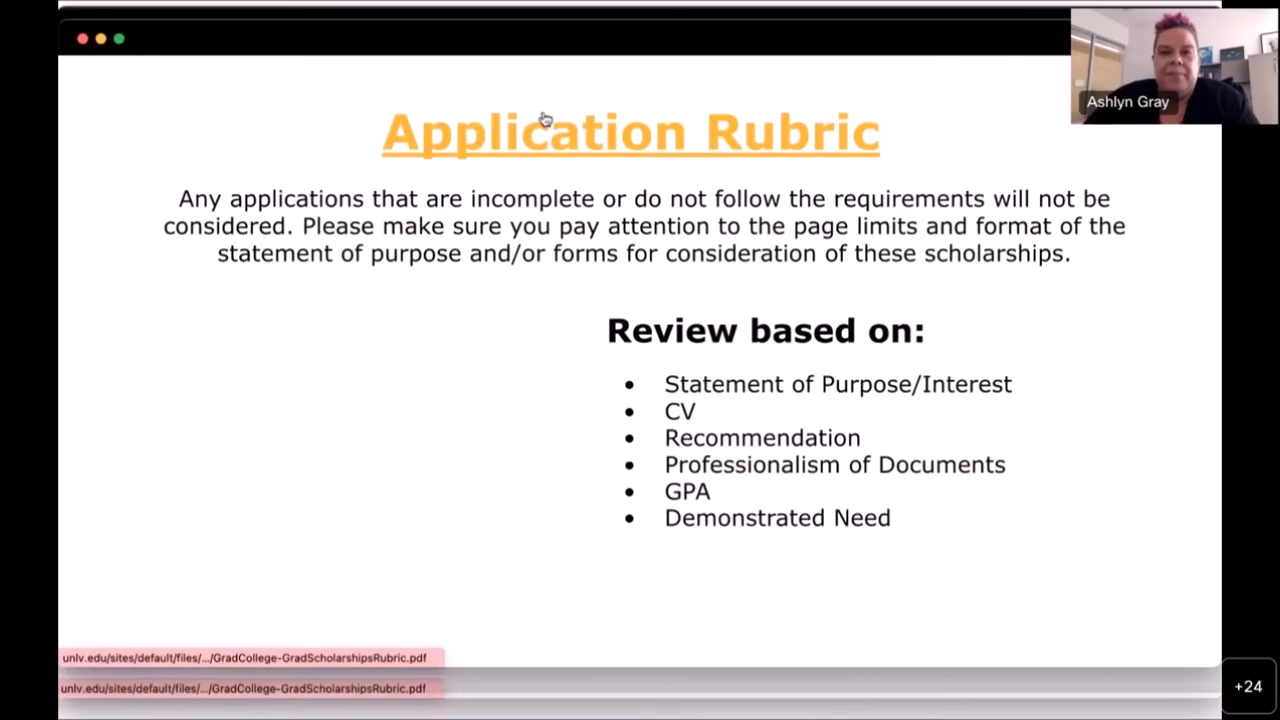 Ashlyn Gray
Application Rubric
Any applications that are incomplete or do not follow the requirements will not be
considered. Please make sure you pay attention to the page limits and format of the
statement of purpose and/or forms for consideration of these scholarships.
Review based on:
• Statement of Purpose/Interest
• CV
• Recommendation
• Professionalism of Documents
• GPA
• Demonstrated Need
unlv.edu/sites/default/files/.../GradCollege-GradScholarshipsRubric.pdf
unlv.edu/sites/default/files/.../GradCollege-GradScholarshipsRubric.pdf
+24